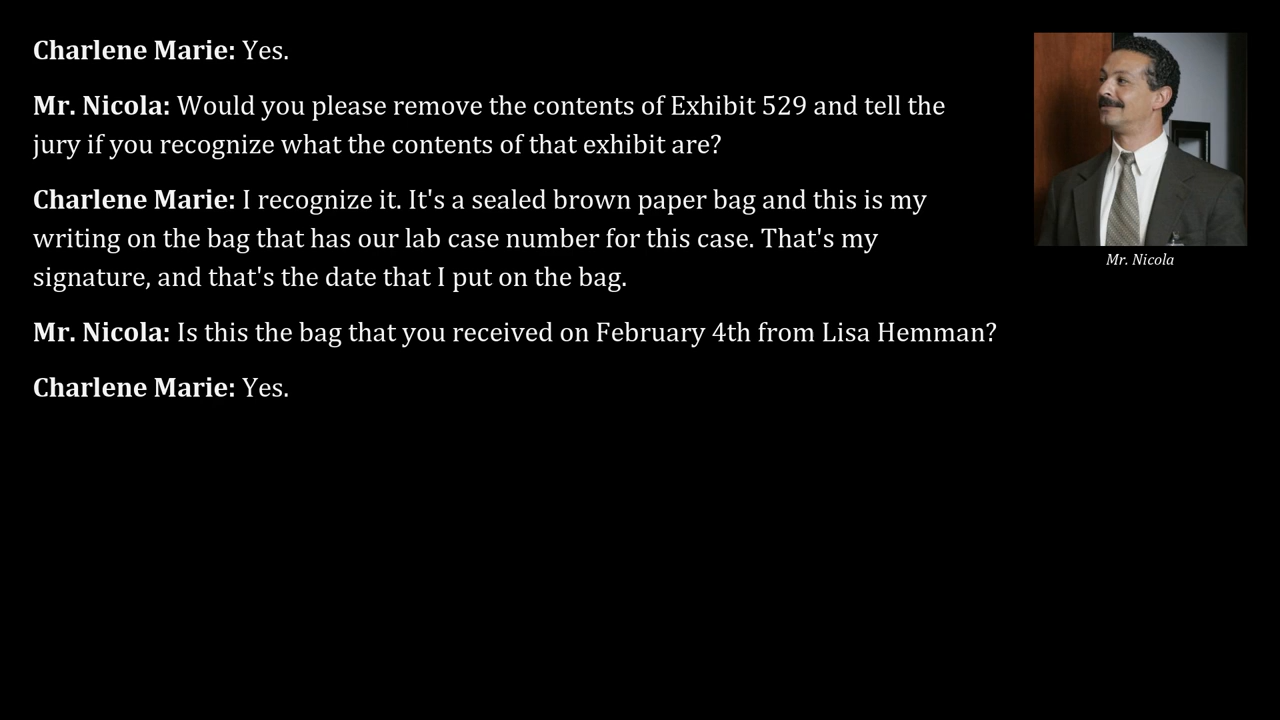 Charlene Marie: Yes.
Mr. Nicola: Would you please remove the contents of Exhibit 529 and tell the
jury if you recognize what the contents of that exhibit are?
Charlene Marie: I recognize it. It's a sealed brown paper bag and this is my
writing on the bag that has our lab case number for this case. That's my
signature, and that's the date that I put on the bag.
Mr. Nicola: Is this the bag that you received on February 4th from Lisa Hemman?
Charlene Marie: Yes.
Mr. Nicola